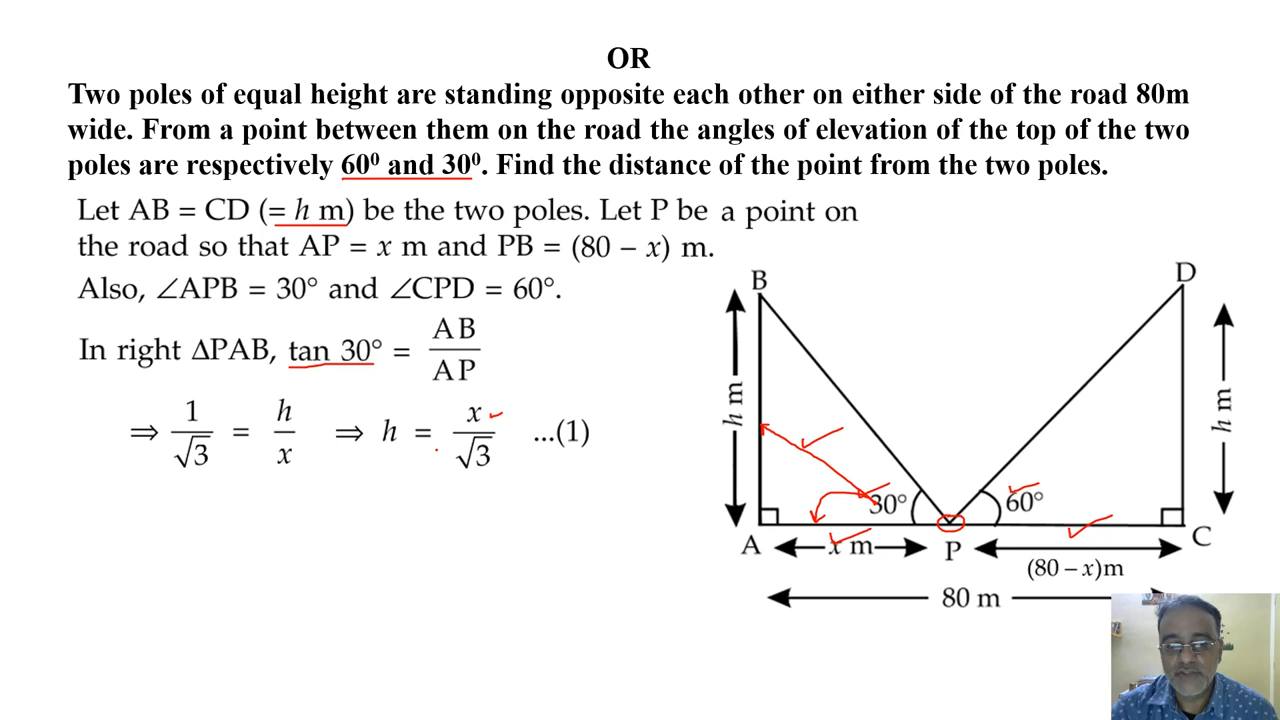 OR
Two poles of equal height are standing opposite each other on either side of the road 80m
wide. From a point between them on the road the angles of elevation of the top of the two
poles are respectively 60⁰ and 30⁰. Find the distance of the point from the two poles.
Let AB = CD (= h m) be the two poles. Let P be a point on
the road so that AP = x m and PB = (80 – x) m.
Also, ∠APB = 30° and ∠CPD = 60°.
In right ΔPAB, tan 30° = AB/AP
⇒ 1/√3 = h/x ⇒ h = x/√3 ...(1)
B
D
h m
h m
30°
60°
A
x m
P
(80 – x)m
C
80 m